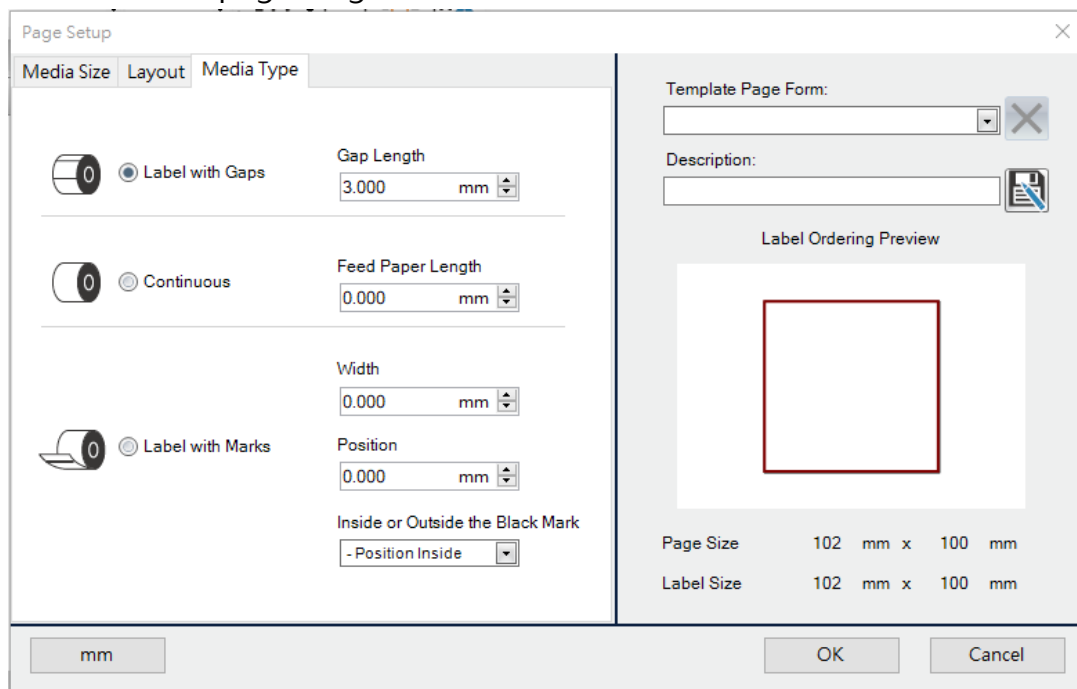 Page Setup
Media Size Layout Media Type
Label with Gaps
Gap Length
3.000 mm
Continuous
Feed Paper Length
0.000 mm
Label with Marks
Width
0.000 mm
Position
0.000 mm
Inside or Outside the Black Mark
- Position Inside
Template Page Form:
Description:
Label Ordering Preview
Page Size 102 mm x 100 mm
Label Size 102 mm x 100 mm
mm
OK
Cancel